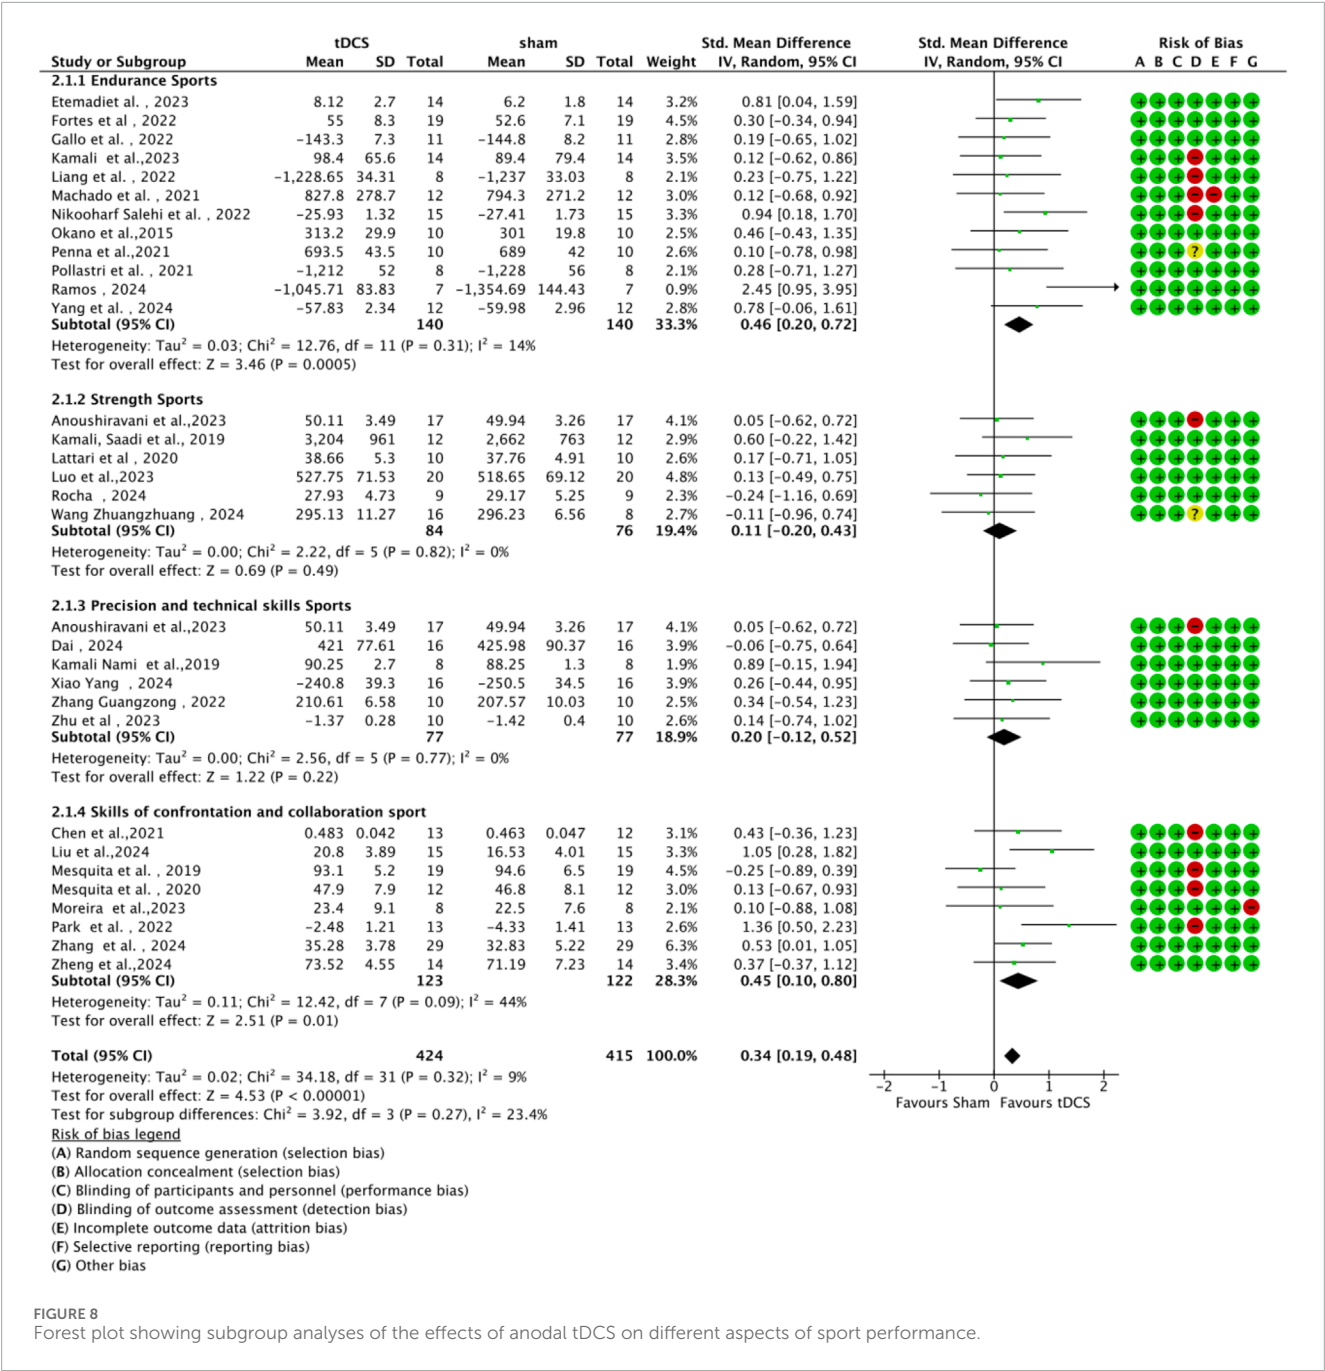 tDCS sham Std. Mean Difference Std. Mean Difference Risk of Bias
Study or Subgroup Mean SD Total Mean SD Total Weight IV, Random, 95% CI IV, Random, 95% CI A B C D E F G
2.1.1 Endurance Sports
Etemadiet al. , 2023 8.12 2.7 14 6.2 1.8 14 3.2% 0.81 [0.04, 1.59] + + + + + + +
Fortes et al , 2022 55 8.3 19 52.6 7.1 19 4.5% 0.30 [−0.34, 0.94] + + + + + + +
Gallo et al. , 2022 −143.3 7.3 11 −144.8 8.2 11 2.8% 0.19 [−0.65, 1.02] + + + + + + +
Kamali et al.,2023 98.4 65.6 14 89.4 79.4 14 3.5% 0.12 [−0.62, 0.86] + + + − + + +
Liang et al. , 2022 −1,228.65 34.31 8 −1,237 33.03 8 2.1% 0.23 [−0.75, 1.22] + + + − + + +
Machado et al. , 2021 827.8 278.7 12 794.3 271.2 12 3.0% 0.12 [−0.68, 0.92] + + + − − + +
Nikooharf Salehi et al. , 2022 −25.93 1.32 15 −27.41 1.73 15 3.3% 0.94 [0.18, 1.70] + + + − + + +
Okano et al.,2015 313.2 29.9 10 301 19.8 10 2.5% 0.46 [−0.43, 1.35] + + + + + + +
Penna et al.,2021 693.5 43.5 10 689 42 10 2.6% 0.10 [−0.78, 0.98] + + + ? + + +
Pollastri et al. , 2021 −1,212 52 8 −1,228 56 8 2.1% 0.28 [−0.71, 1.27] + + + + + + +
Ramos , 2024 −1,045.71 83.83 7 −1,354.69 144.43 7 0.9% 2.45 [0.95, 3.95] + + + + + + +
Yang et al. , 2024 −57.83 2.34 12 −59.98 2.96 12 2.8% 0.78 [−0.06, 1.61] + + + + + + +
Subtotal (95% CI) 140 140 33.3% 0.46 [0.20, 0.72]
Heterogeneity: Tau² = 0.03; Chi² = 12.76, df = 11 (P = 0.31); I² = 14%
Test for overall effect: Z = 3.46 (P = 0.0005)
2.1.2 Strength Sports
Anoushiravani et al.,2023 50.11 3.49 17 49.94 3.26 17 4.1% 0.05 [−0.62, 0.72] + + + − + + +
Kamali, Saadi et al. , 2019 3,204 961 12 2,662 763 12 2.9% 0.60 [−0.22, 1.42] + + + + + + +
Lattari et al , 2020 38.66 5.3 10 37.76 4.91 10 2.6% 0.17 [−0.71, 1.05] + + + + + + +
Luo et al.,2023 527.75 71.53 20 518.65 69.12 20 4.8% 0.13 [−0.49, 0.75] + + + + + + +
Rocha , 2024 27.93 4.73 9 29.17 5.25 9 2.3% −0.24 [−1.16, 0.69] + + + + + + +
Wang Zhuangzhuang , 2024 295.13 11.27 16 296.23 6.56 8 2.7% −0.11 [−0.96, 0.74] + + + ? + + +
Subtotal (95% CI) 84 76 19.4% 0.11 [−0.20, 0.43]
Heterogeneity: Tau² = 0.00; Chi² = 2.22, df = 5 (P = 0.82); I² = 0%
Test for overall effect: Z = 0.69 (P = 0.49)
2.1.3 Precision and technical skills Sports
Anoushiravani et al.,2023 50.11 3.49 17 49.94 3.26 17 4.1% 0.05 [−0.62, 0.72] + + + − + + +
Dai , 2024 421 77.61 16 425.98 90.37 16 3.9% −0.06 [−0.75, 0.64] + + + + + + +
Kamali Nami et al.,2019 90.25 2.7 8 88.25 1.3 8 1.9% 0.89 [−0.15, 1.94] + + + + + + +
Xiao Yang , 2024 −240.8 39.3 16 −250.5 34.5 16 3.9% 0.26 [−0.44, 0.95] + + + + + + +
Zhang Guangzong , 2022 210.61 6.58 10 207.57 10.03 10 2.5% 0.34 [−0.54, 1.23] + + + + + + +
Zhu et al , 2023 −1.37 0.28 10 −1.42 0.4 10 2.6% 0.14 [−0.74, 1.02] + + + + + + +
Subtotal (95% CI) 77 77 18.9% 0.20 [−0.12, 0.52]
Heterogeneity: Tau² = 0.00; Chi² = 2.56, df = 5 (P = 0.77); I² = 0%
Test for overall effect: Z = 1.22 (P = 0.22)
2.1.4 Skills of confrontation and collaboration sport
Chen et al.,2021 0.483 0.042 13 0.463 0.047 12 3.1% 0.43 [−0.36, 1.23] + + + − + + +
Liu et al.,2024 20.8 3.89 15 16.53 4.01 15 3.3% 1.05 [0.28, 1.82] + + + + + + +
Mesquita et al. , 2019 93.1 5.2 19 94.6 6.5 19 4.5% −0.25 [−0.89, 0.39] + + + − + + +
Mesquita et al. , 2020 47.9 7.9 12 46.8 8.1 12 3.0% 0.13 [−0.67, 0.93] + + + − + + +
Moreira et al.,2023 23.4 9.1 8 22.5 7.6 8 2.1% 0.10 [−0.88, 1.08] + + + + + + −
Park et al. , 2022 −2.48 1.21 13 −4.33 1.41 13 2.6% 1.36 [0.50, 2.23] + + + − + + +
Zhang et al. , 2024 35.28 3.78 29 32.83 5.22 29 6.3% 0.53 [0.01, 1.05] + + + + + + +
Zheng et al.,2024 73.52 4.55 14 71.19 7.23 14 3.4% 0.37 [−0.37, 1.12] + + + + + + +
Subtotal (95% CI) 123 122 28.3% 0.45 [0.10, 0.80]
Heterogeneity: Tau² = 0.11; Chi² = 12.42, df = 7 (P = 0.09); I² = 44%
Test for overall effect: Z = 2.51 (P = 0.01)
Total (95% CI) 424 415 100.0% 0.34 [0.19, 0.48]
Heterogeneity: Tau² = 0.02; Chi² = 34.18, df = 31 (P = 0.32); I² = 9%
Test for overall effect: Z = 4.53 (P < 0.00001)
Test for subgroup differences: Chi² = 3.92, df = 3 (P = 0.27), I² = 23.4%
−2 −1 0 1 2
Favours Sham Favours tDCS
Risk of bias legend
(A) Random sequence generation (selection bias)
(B) Allocation concealment (selection bias)
(C) Blinding of participants and personnel (performance bias)
(D) Blinding of outcome assessment (detection bias)
(E) Incomplete outcome data (attrition bias)
(F) Selective reporting (reporting bias)
(G) Other bias
FIGURE 8
Forest plot showing subgroup analyses of the effects of anodal tDCS on different aspects of sport performance.